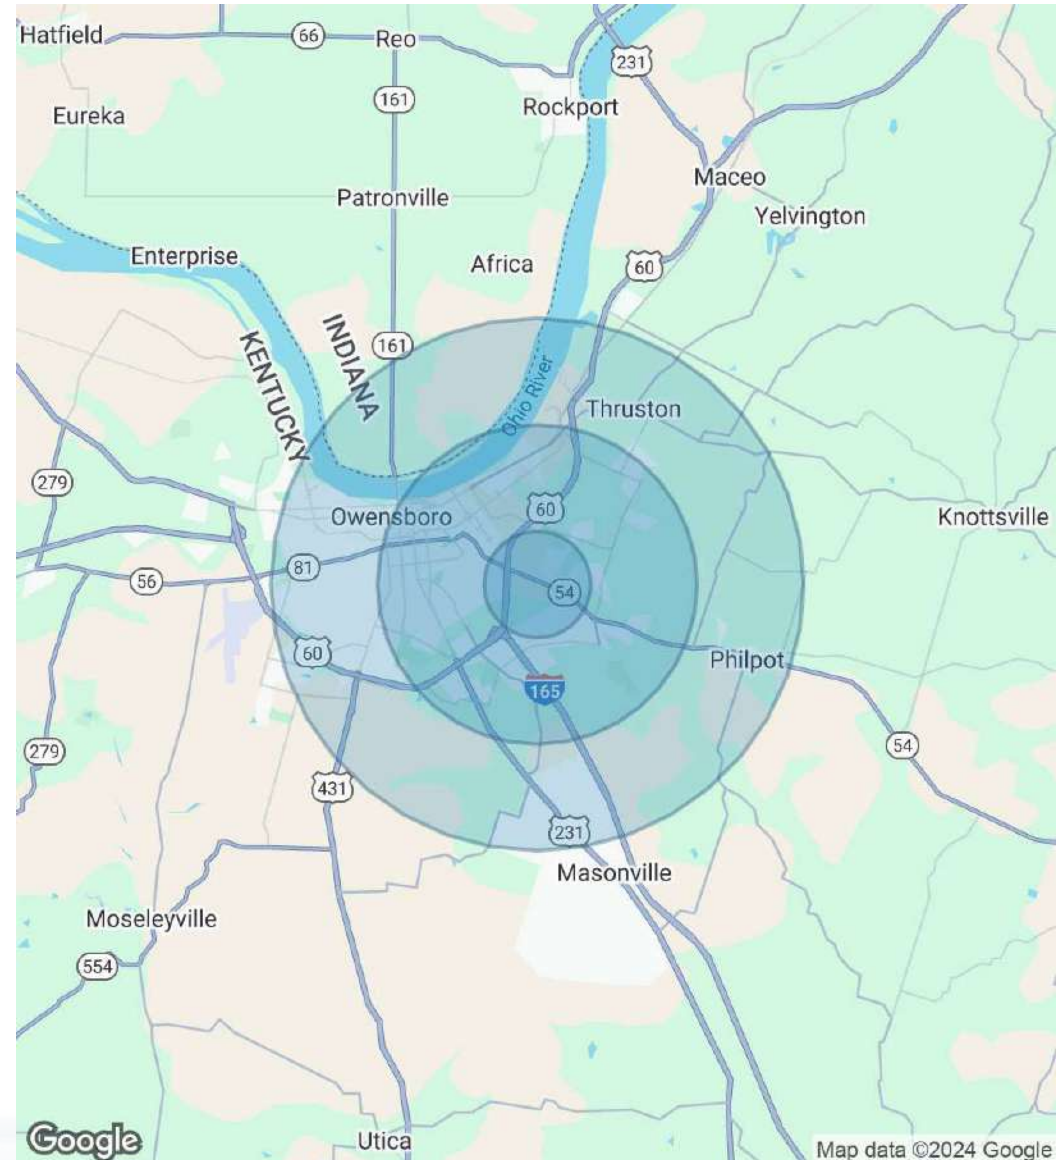 Hatfield
66
Reo
231
161
Eureka
Rockport
Maceo
Patronville
Yelvington
Enterprise
Africa
60
INDIANA
KENTUCKY
161
Ohio River
Thruston
279
60
Owensboro
Knottsville
81
56
54
60
Philpot
165
279
54
431
231
Masonville
Moseleyville
554
Utica
Google
Map data ©2024 Google